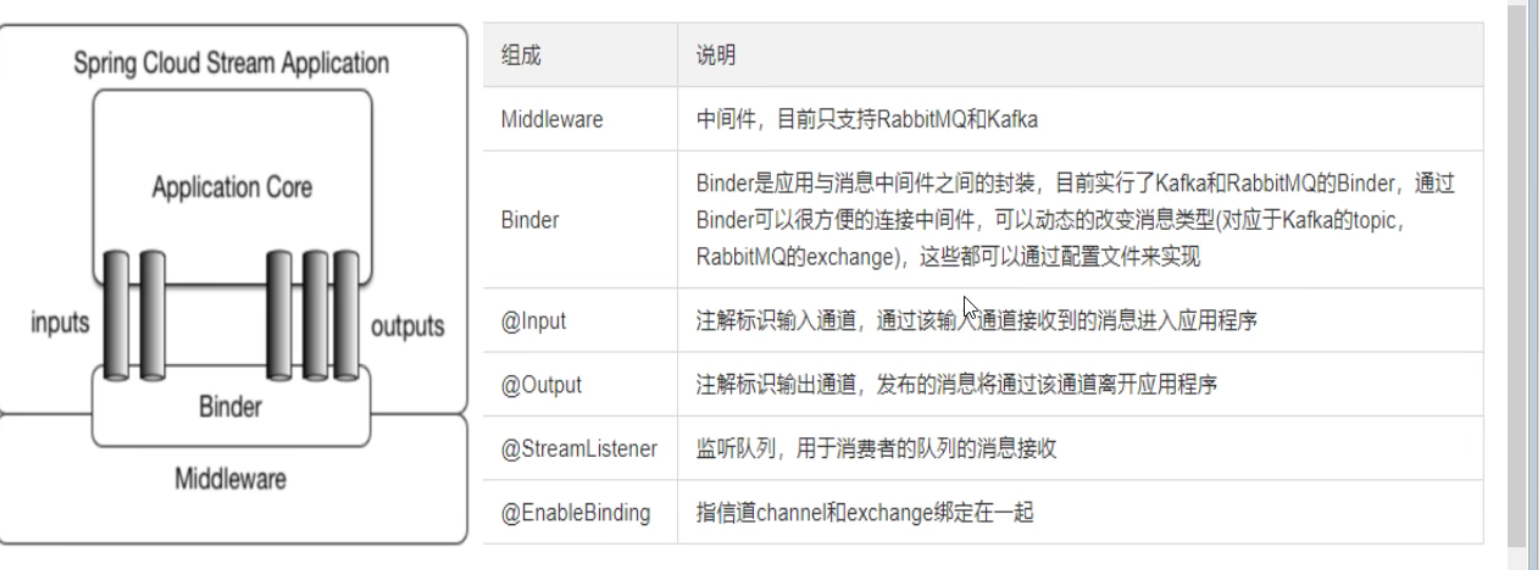 Spring Cloud Stream Application
Application Core
inputs
outputs
Binder
Middleware
组成 说明
Middleware 中间件，目前只支持RabbitMQ和Kafka
Binder Binder是应用与消息中间件之间的封装，目前实行了Kafka和RabbitMQ的Binder，通过
Binder可以很方便的连接中间件，可以动态的改变消息类型(对应于Kafka的topic，
RabbitMQ的exchange)，这些都可以通过配置文件来实现
@Input 注解标识输入通道，通过该输入通道接收到的消息进入应用程序
@Output 注解标识输出通道，发布的消息将通过该通道离开应用程序
@StreamListener 监听队列，用于消费者的队列的消息接收
@EnableBinding 指信道channel和exchange绑定在一起